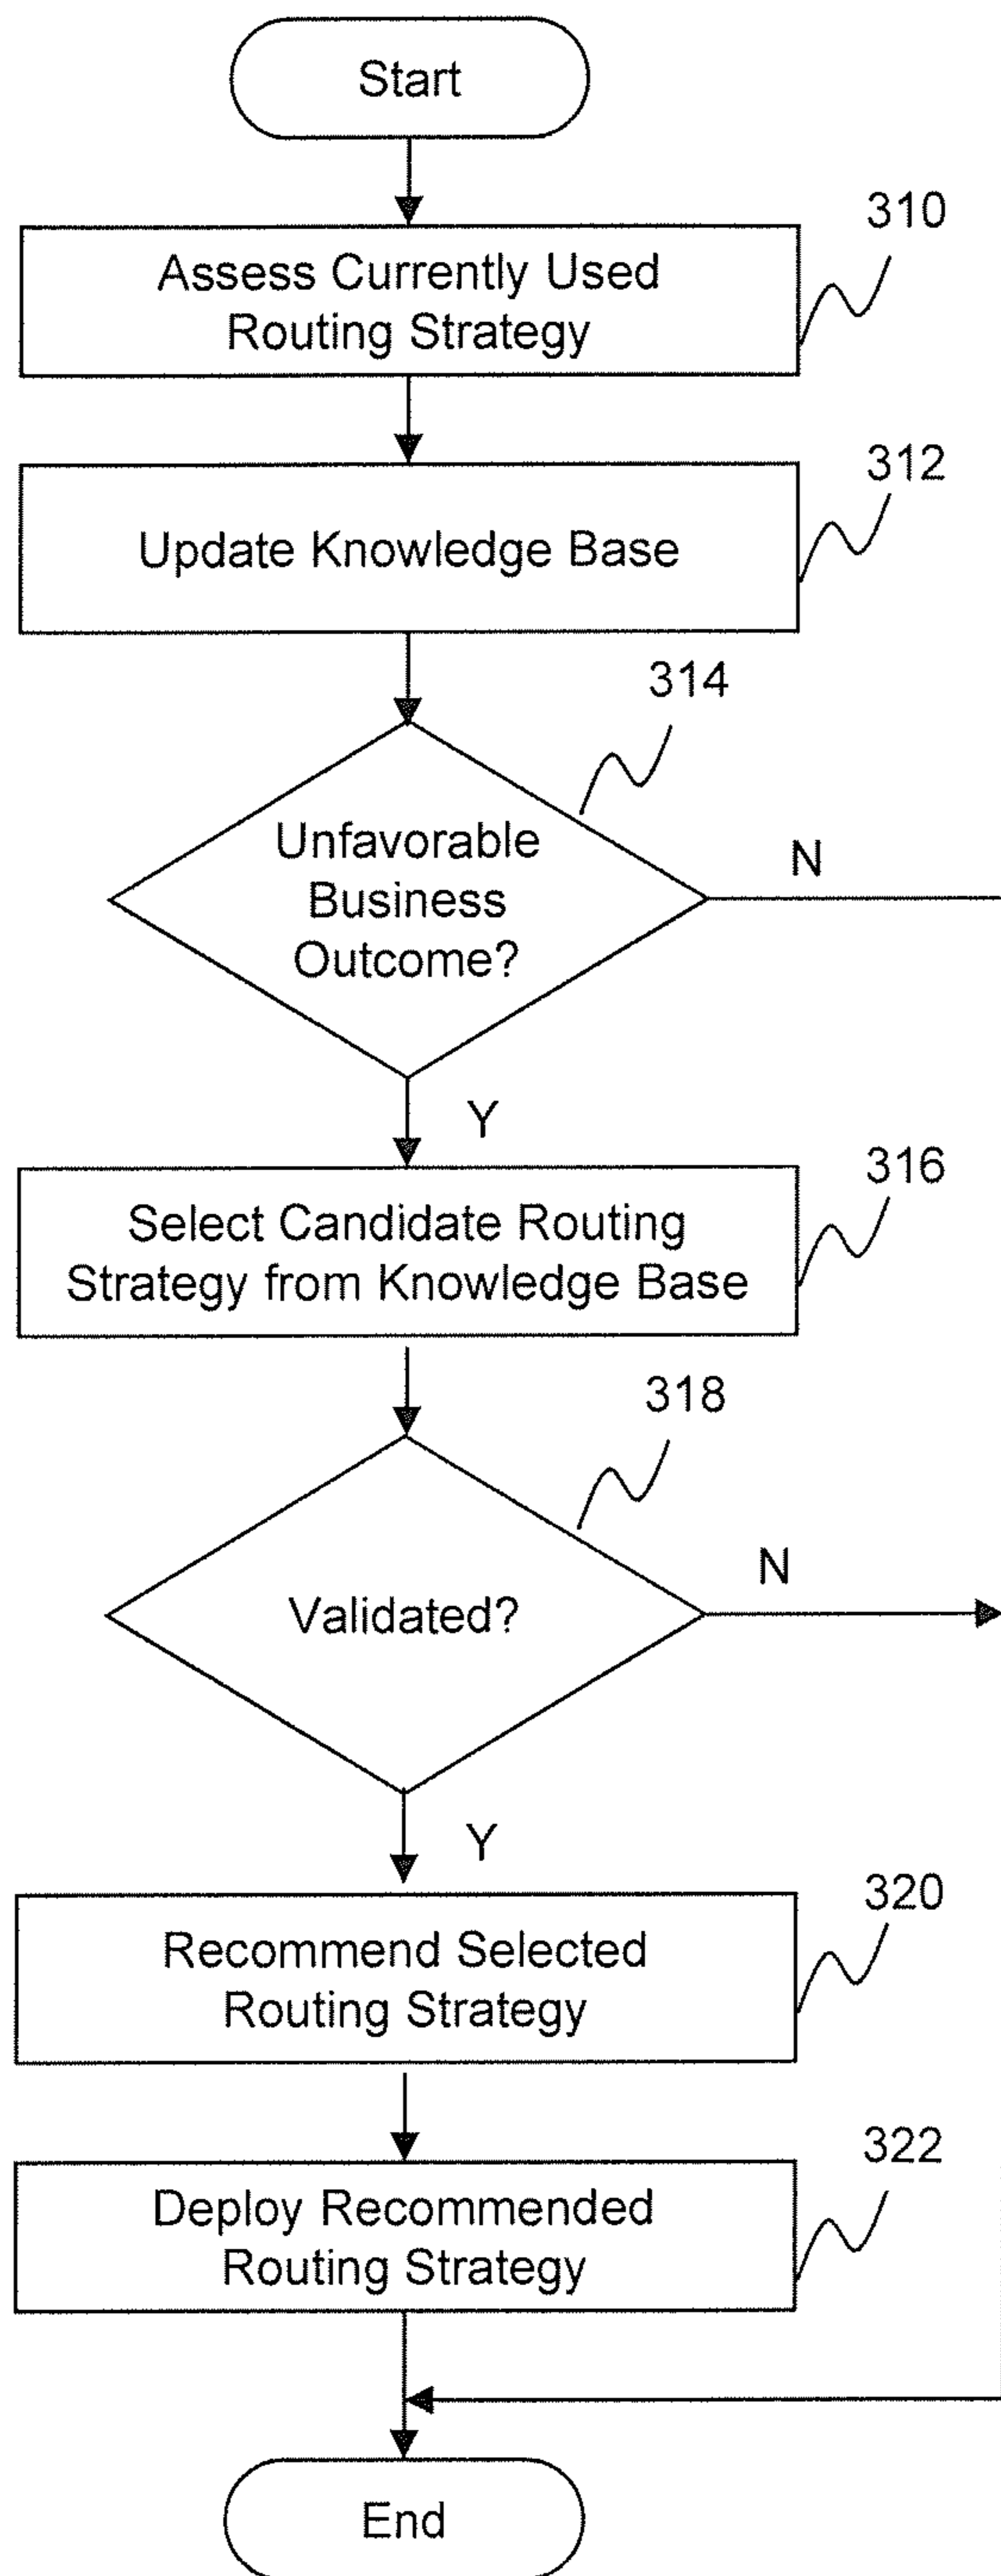 Start
310
Assess Currently Used
Routing Strategy
312
Update Knowledge Base
314
Unfavorable
Business
Outcome?
N
Y
316
Select Candidate Routing
Strategy from Knowledge Base
318
Validated?
N
Y
320
Recommend Selected
Routing Strategy
322
Deploy Recommended
Routing Strategy
End